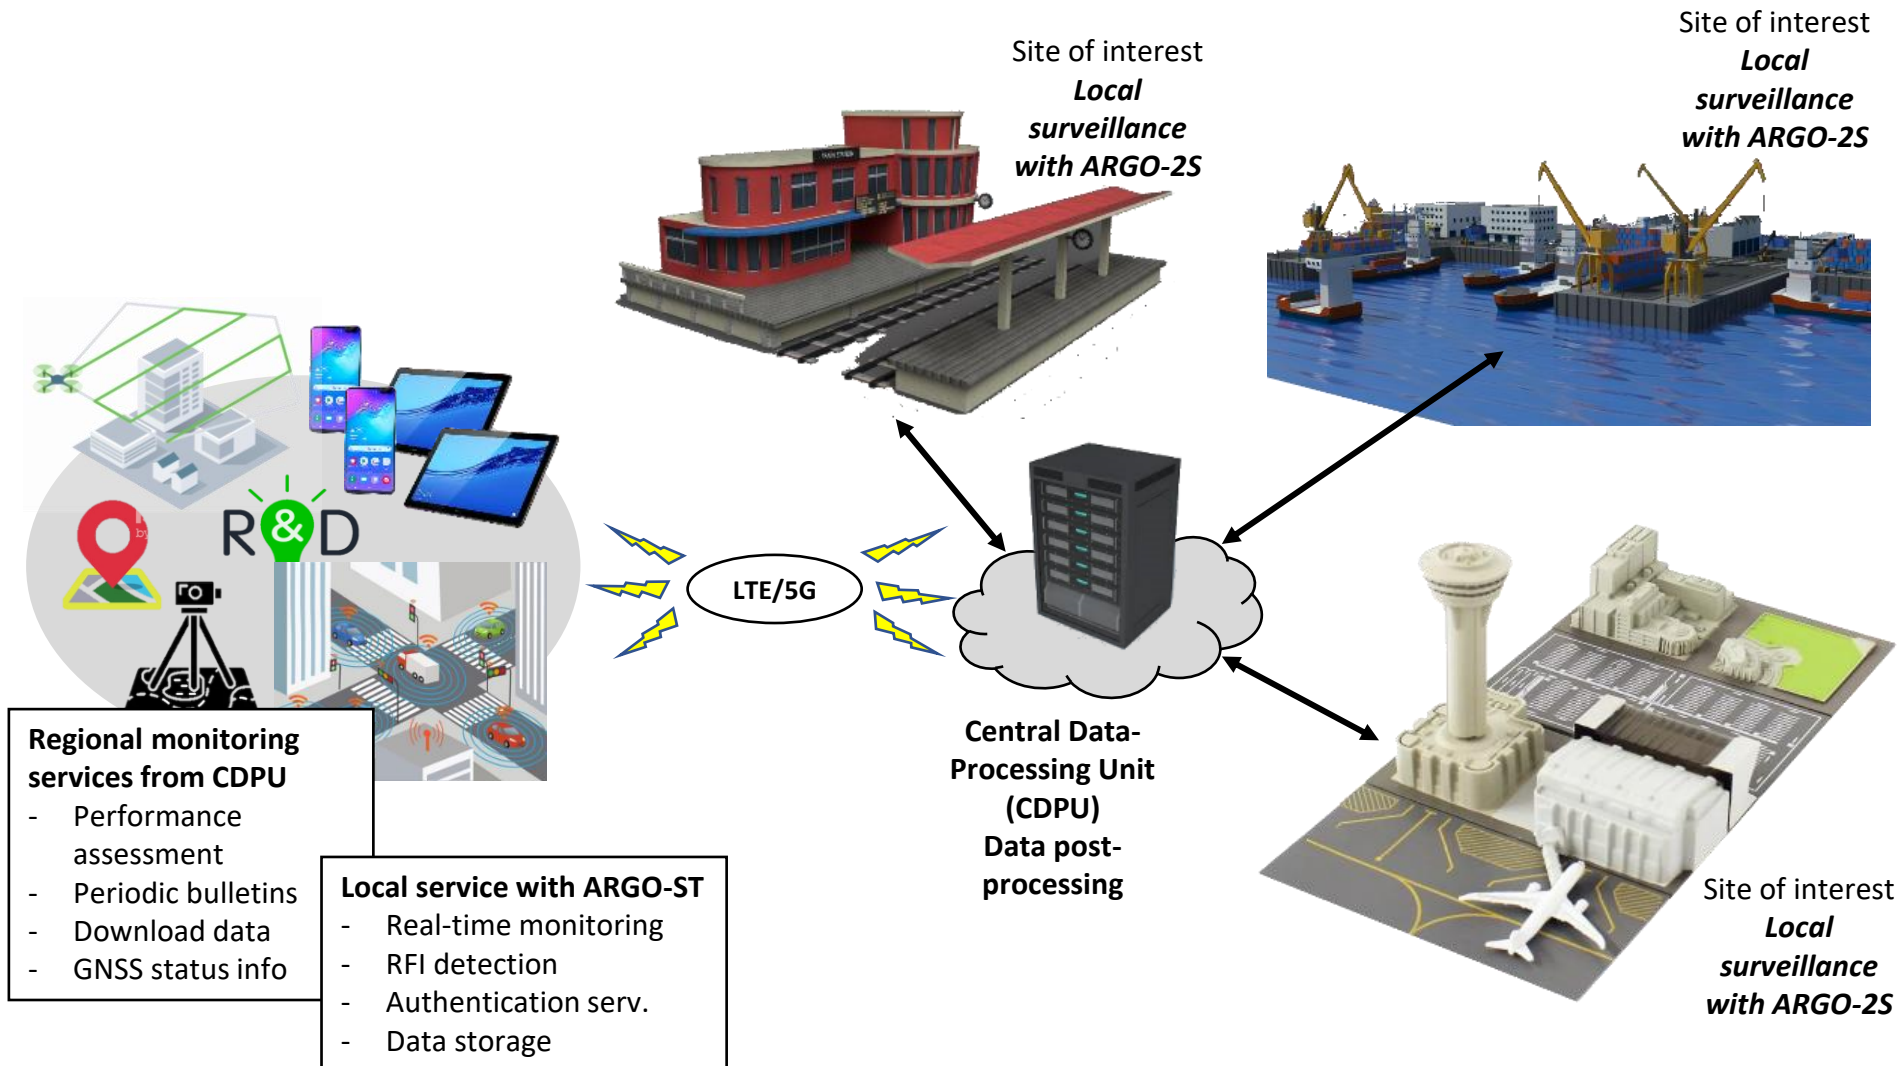 Site of interest
Local
surveillance
with ARGO-2S
Site of interest
Local
surveillance
with ARGO-2S
R&D
LTE/5G
Central Data-
Processing Unit
(CDPU)
Data post-
processing
Regional monitoring
services from CDPU
- Performance
assessment
- Periodic bulletins
- Download data
- GNSS status info
Local service with ARGO-ST
- Real-time monitoring
- RFI detection
- Authentication serv.
- Data storage
Site of interest
Local
surveillance
with ARGO-2S